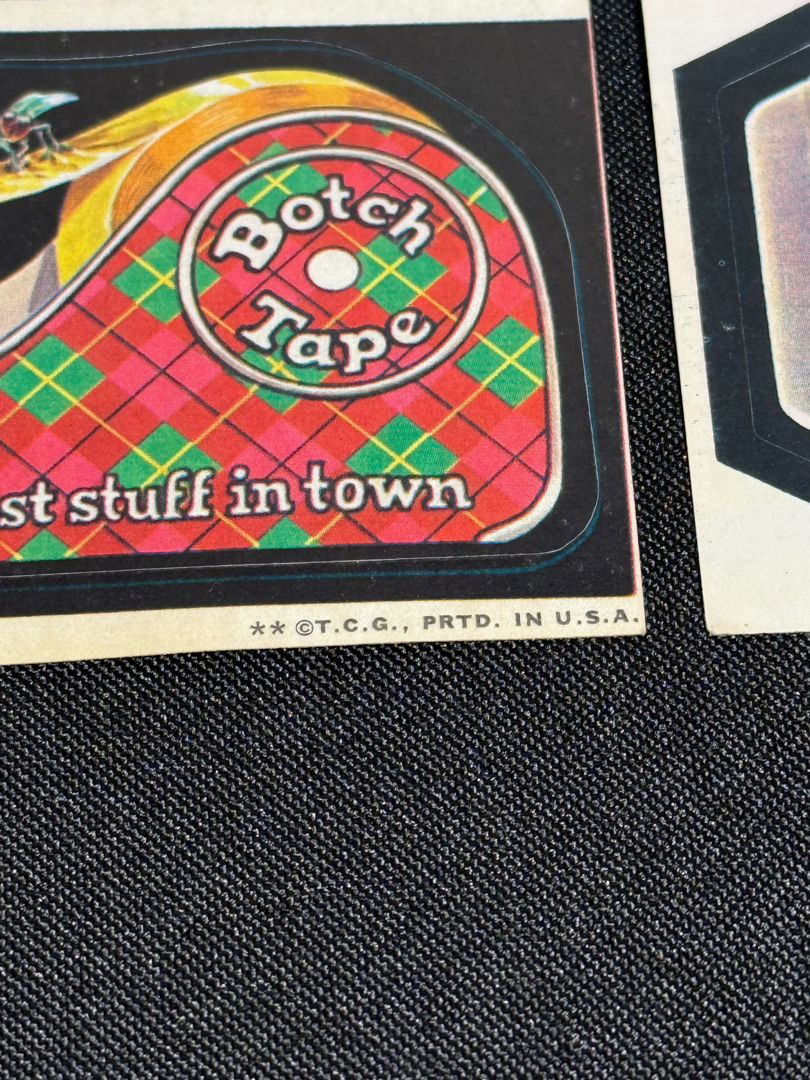 Botch
Tape
st stuff in town
** ©T.C.G., PRTD. IN U.S.A.